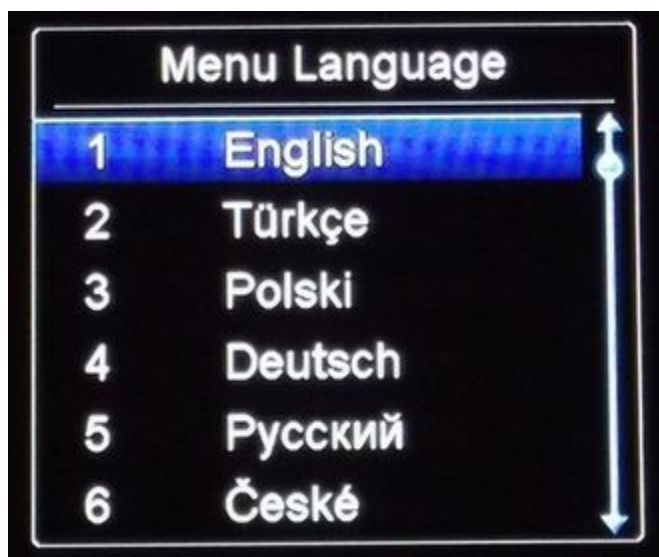 Menu Language
1 English
2 Türkçe
3 Polski
4 Deutsch
5 Русский
6 České